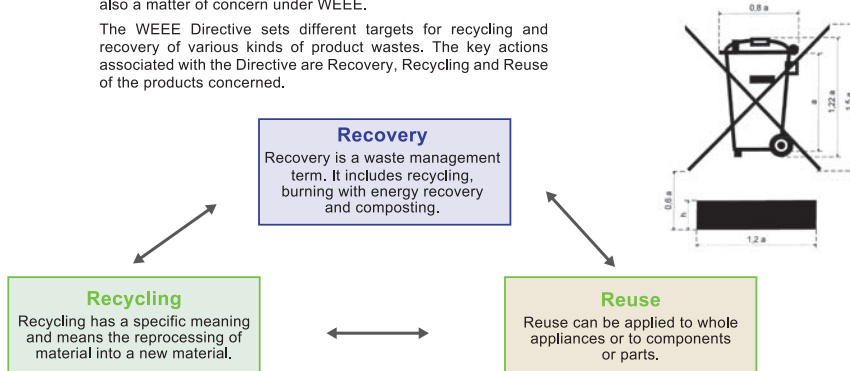 also a matter of concern under WEEE.
The WEEE Directive sets different targets for recycling and
recovery of various kinds of product wastes. The key actions
associated with the Directive are Recovery, Recycling and Reuse
of the products concerned.
0,8 a
a
1,22 a
1,5 a
0,6 a
h
1,2 a
Recovery
Recovery is a waste management
term. It includes recycling,
burning with energy recovery
and composting.
Recycling
Recycling has a specific meaning
and means the reprocessing of
material into a new material.
Reuse
Reuse can be applied to whole
appliances or to components
or parts.